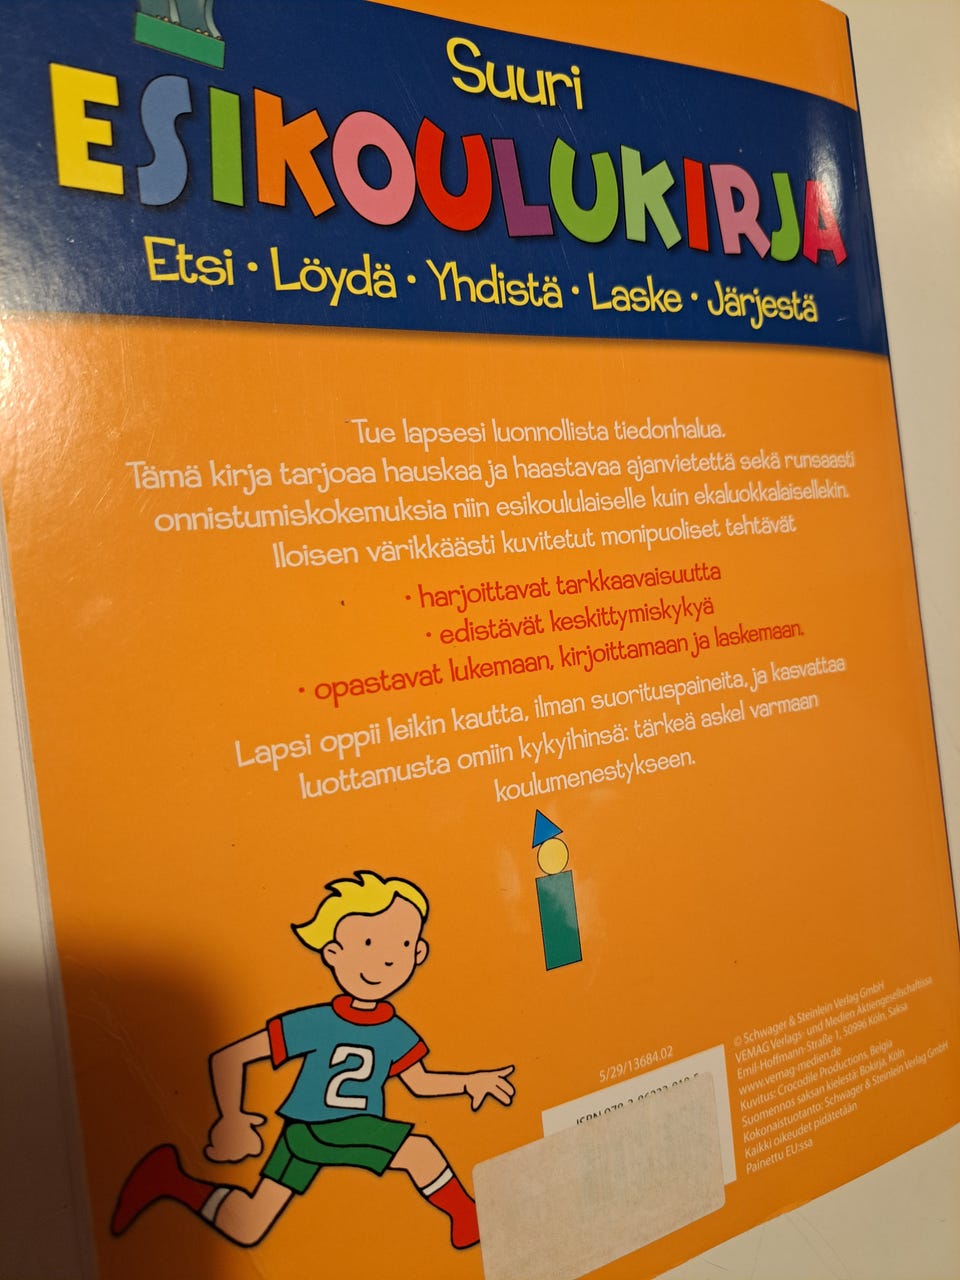 Suuri
ESIKOULUKIRJA
Etsi • Löydä • Yhdistä • Laske • Järjestä
Tue lapsesi luonnollista tiedonhalua.
Tämä kirja tarjoaa hauskaa ja haastavaa ajanvietettä sekä runsaasti
onnistumiskokemuksia niin esikoululaiselle kuin ekaluokkalaisellekin.
Iloisen värikkäästi kuvitetut monipuoliset tehtävät
• harjoittavat tarkkaavaisuutta
• edistävät keskittymiskykyä
• opastavat lukemaan, kirjoittamaan ja laskemaan.
Lapsi oppii leikin kautta, ilman suorituspaineita, ja kasvattaa
luottamusta omiin kykyihinsä: tärkeä askel varmaan
koulumenestykseen.
2
5/29/13684.02
ISBN
© Schwager & Steinlein Verlag GmbH
VEMAG Verlags- und Medien Aktiengesellschaftissa
Emil-Hoffmann-Straße 1, 50996 Köln, Saksa
www.vemag-medien.de
Kuvitus: Crocodile Productions, Belgia
Suomennos saksan kielestä: Bokirja, Köln
Kokonaistuotanto: Schwager & Steinlein Verlag GmbH
Kaikki oikeudet pidätetään
Painettu EU:ssa